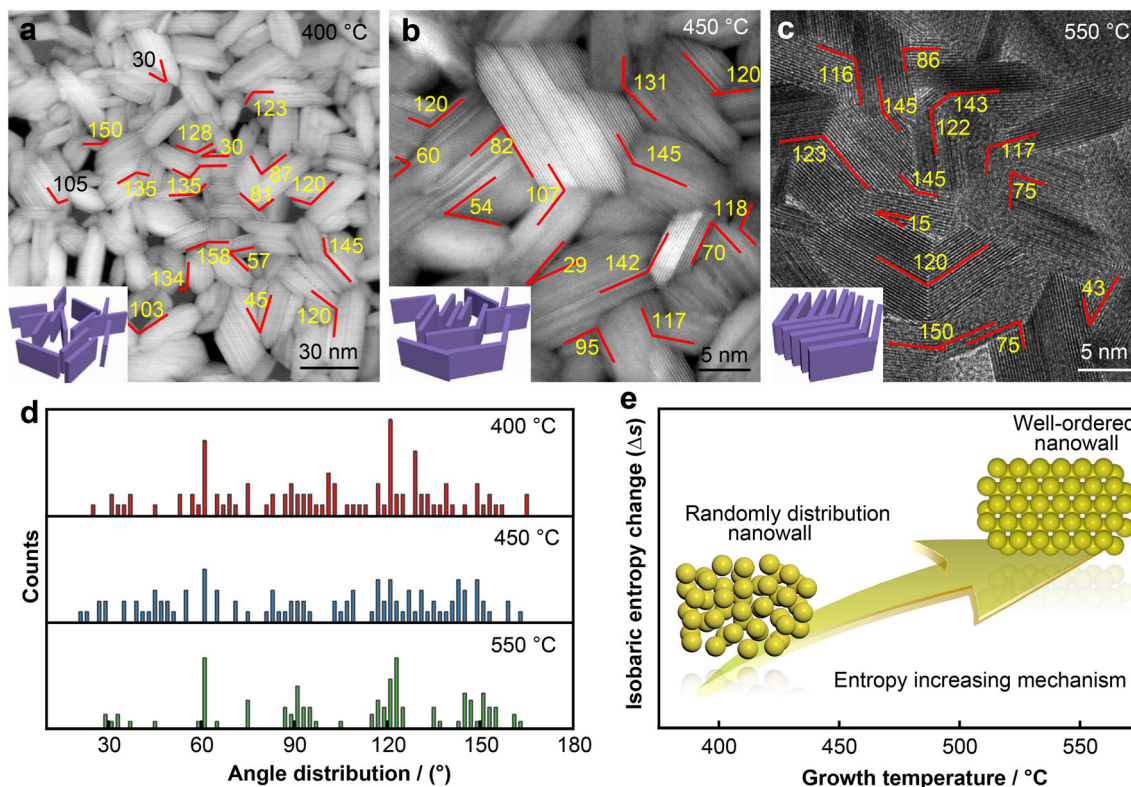 a
400 °C
30
123
150
128
30
105
135
135
87
81
120
158
57
145
134
103
45
120
30 nm
b
450 °C
131
120
120
60
82
145
107
54
118
29
142
70
117
95
5 nm
c
550 °C
86
116
145
143
122
123
117
145
75
15
120
43
150
75
5 nm
d
400 °C
450 °C
550 °C
Counts
30 60 90 120 150 180
Angle distribution / (°)
e
Well-ordered
nanowall
Randomly distribution
nanowall
Entropy increasing mechanism
Isobaric entropy change (Δs)
400 450 500 550
Growth temperature / °C